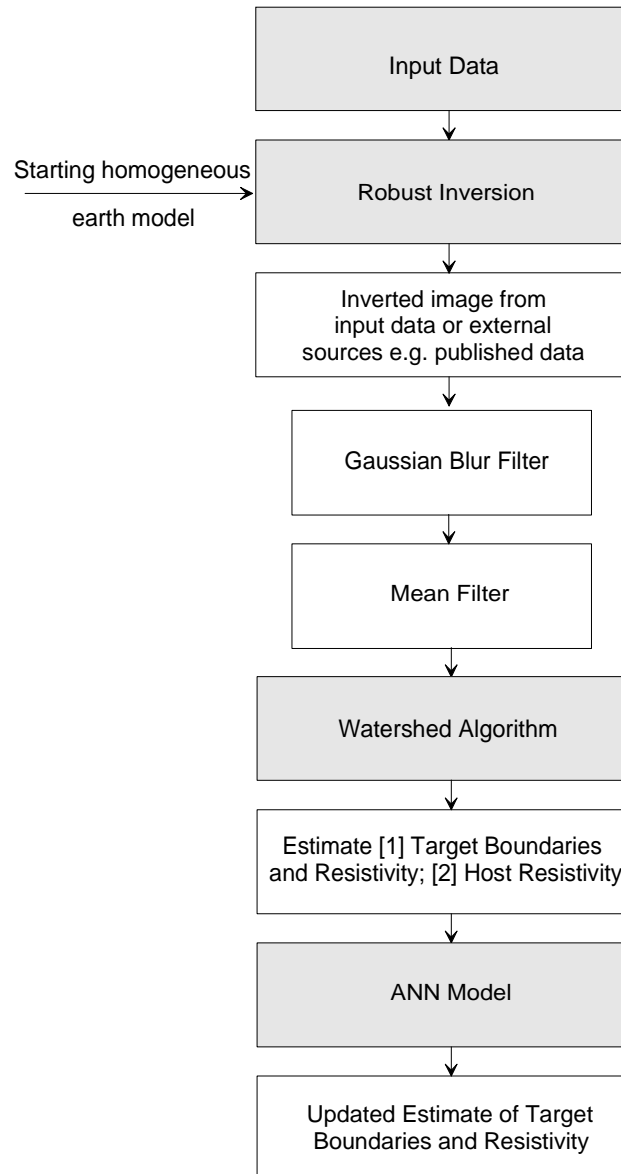 Input Data
Starting homogeneous
earth model
Robust Inversion
Inverted image from
input data or external
sources e.g. published data
Gaussian Blur Filter
Mean Filter
Watershed Algorithm
Estimate [1] Target Boundaries
and Resistivity; [2] Host Resistivity
ANN Model
Updated Estimate of Target
Boundaries and Resistivity